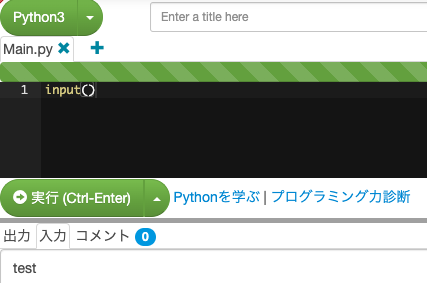 Python3
Enter a title here
Main.py
1 input()
実行 (Ctrl-Enter) Pythonを学ぶ | プログラミング力診断
出力 入力 コメント 0
test